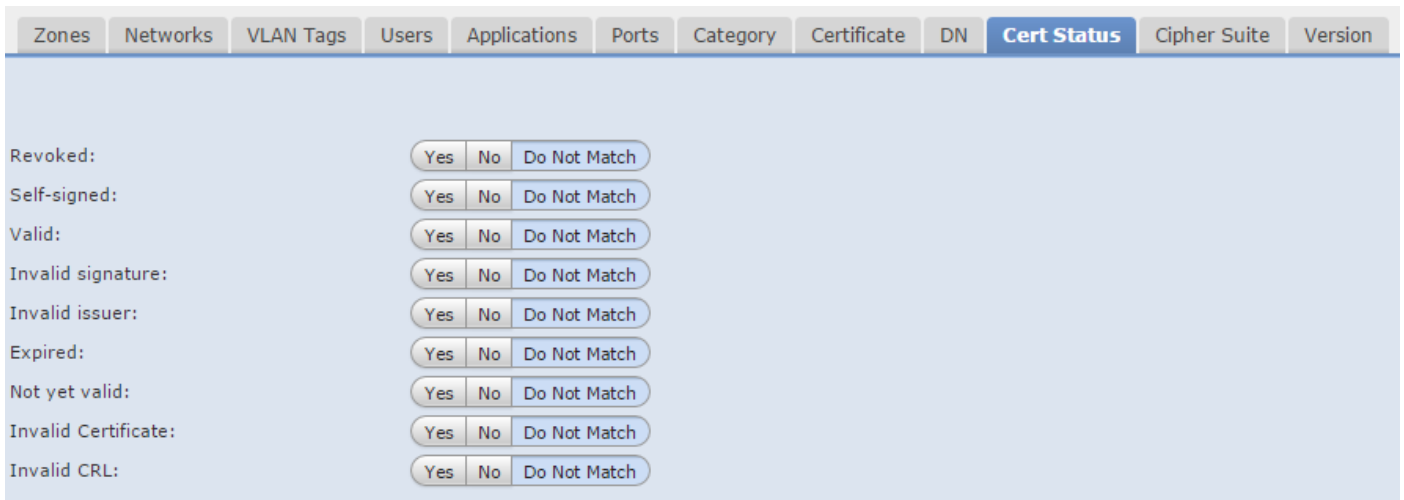 Zones Networks VLAN Tags Users Applications Ports Category Certificate DN Cert Status Cipher Suite Version
Revoked: Yes No Do Not Match
Self-signed: Yes No Do Not Match
Valid: Yes No Do Not Match
Invalid signature: Yes No Do Not Match
Invalid issuer: Yes No Do Not Match
Expired: Yes No Do Not Match
Not yet valid: Yes No Do Not Match
Invalid Certificate: Yes No Do Not Match
Invalid CRL: Yes No Do Not Match